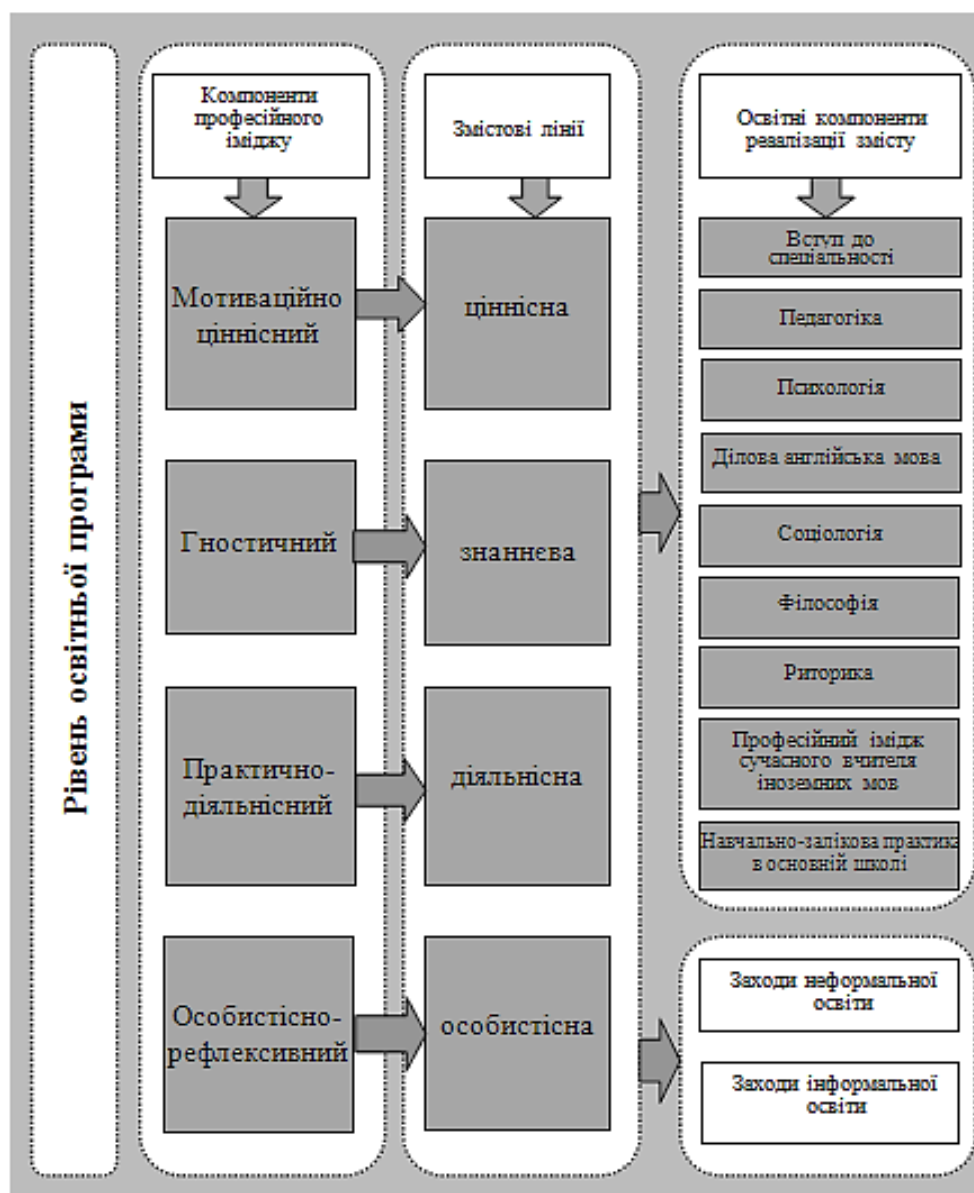 Рівень освітньої програми
Компоненти
професійного
іміджу
Мотиваційно
ціннісний
Гностичний
Практично-
діяльнісний
Особистісно-
рефлексивний
Змістові лінії
ціннісна
знаннєва
діяльнісна
особистісна
Освітні компоненти
реалізації змісту
Вступ до
спеціальності
Педагогіка
Психологія
Ділова англійська мова
Соціологія
Філософія
Риторика
Професійний імідж
сучасного вчителя
іноземних мов
Навчально-залікова практика
в основній школі
Заходи неформальної
освіти
Заходи інформальної
освіти